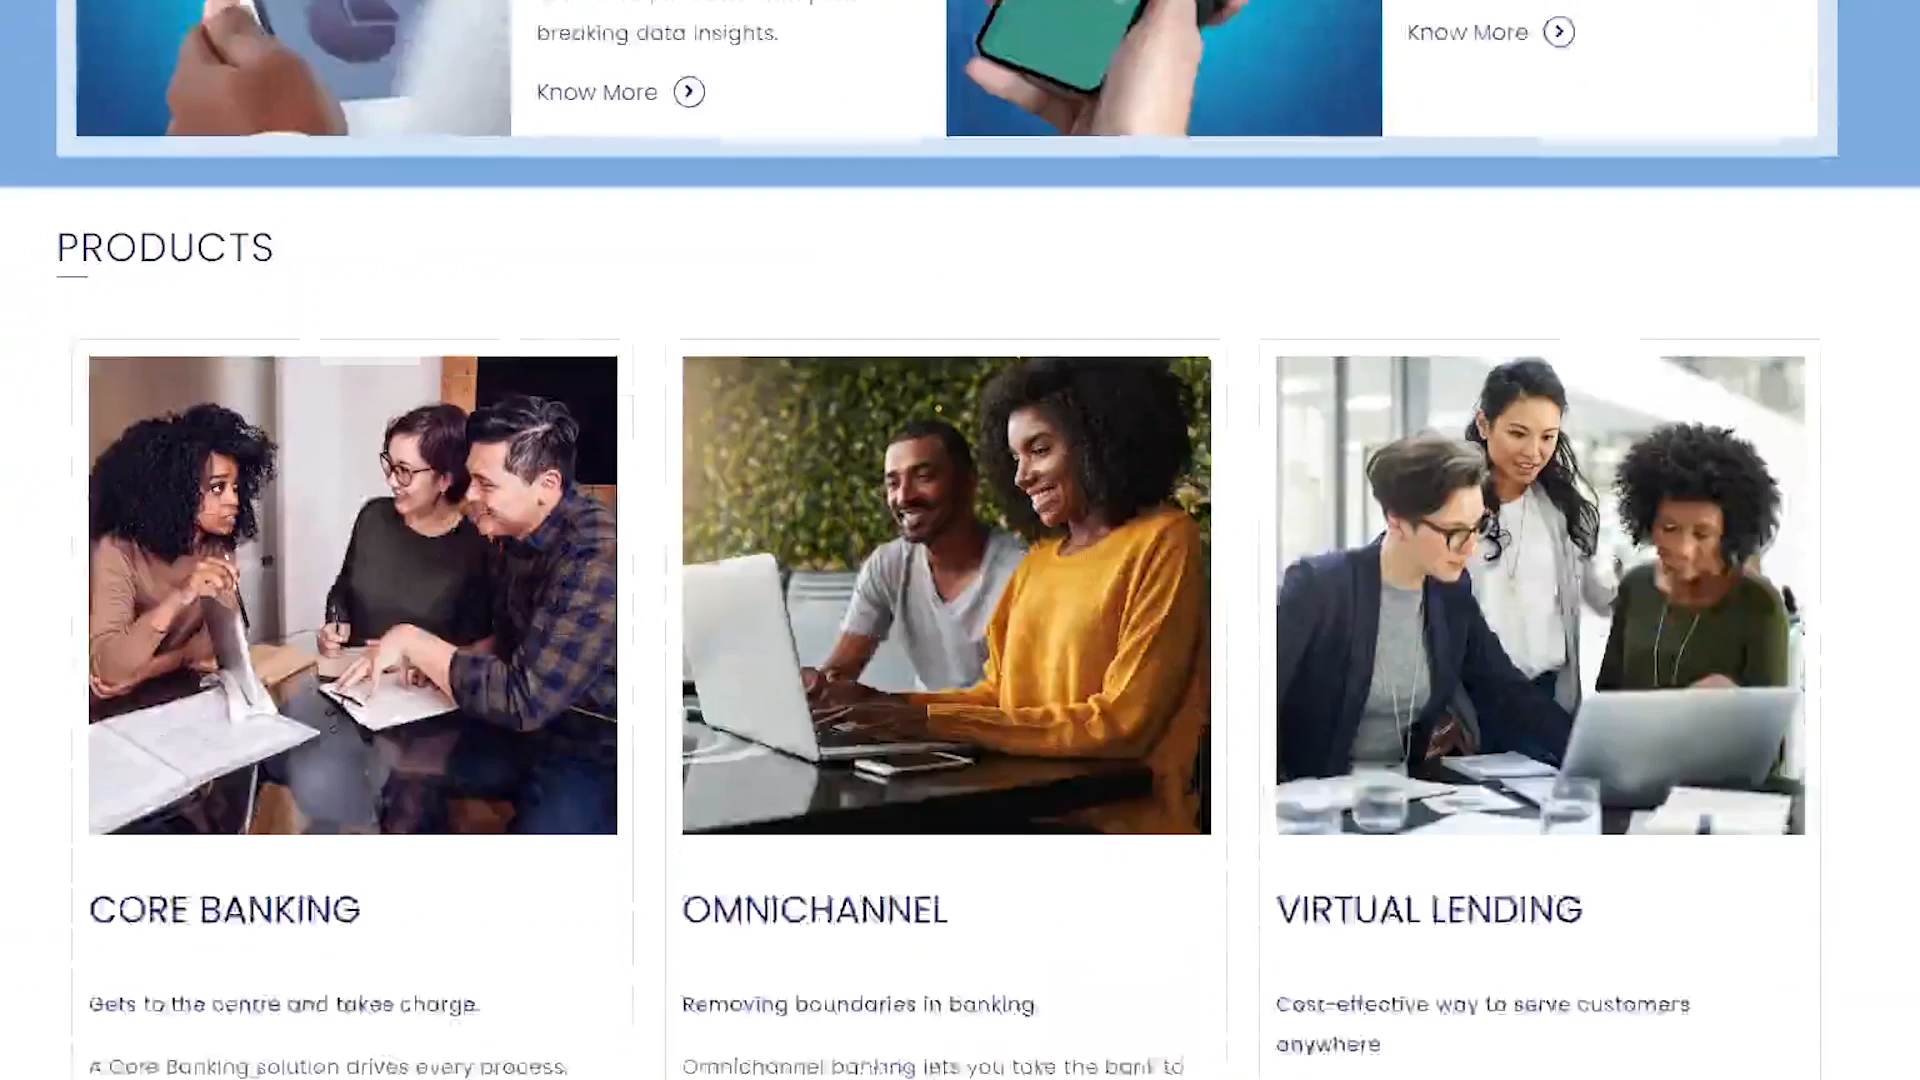 breaking data insights.
Know More
Know More
PRODUCTS
CORE BANKING
OMNICHANNEL
VIRTUAL LENDING
Gets to the centre and takes charge.
Removing boundaries in banking
Cost-effective way to serve customers
anywhere
A Core Banking solution drives every process,
Omnichannel banking lets you take the bank to